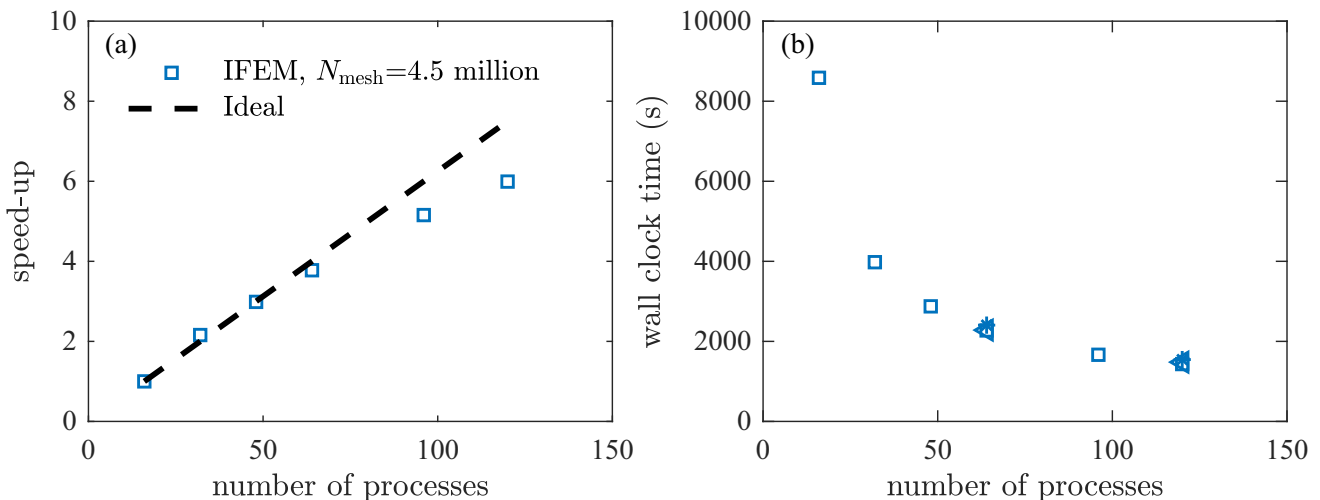 (a)
IFEM, N_mesh=4.5 million
Ideal
10
8
6
4
2
0
0 50 100 150
speed-up
number of processes
(b)
10000
8000
6000
4000
2000
0
0 50 100 150
wall clock time (s)
number of processes